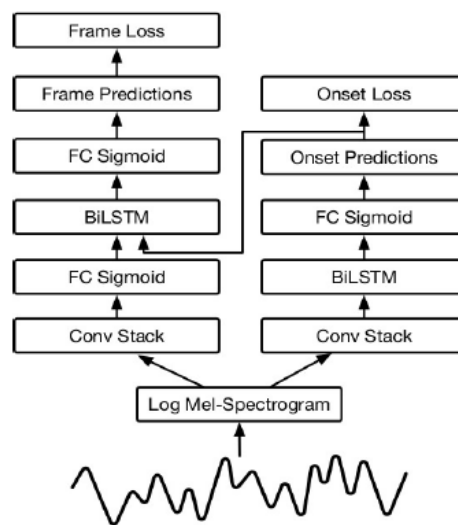 Frame Loss
Frame Predictions
Onset Loss
FC Sigmoid
Onset Predictions
BiLSTM
FC Sigmoid
FC Sigmoid
BiLSTM
Conv Stack
Conv Stack
Log Mel-Spectrogram